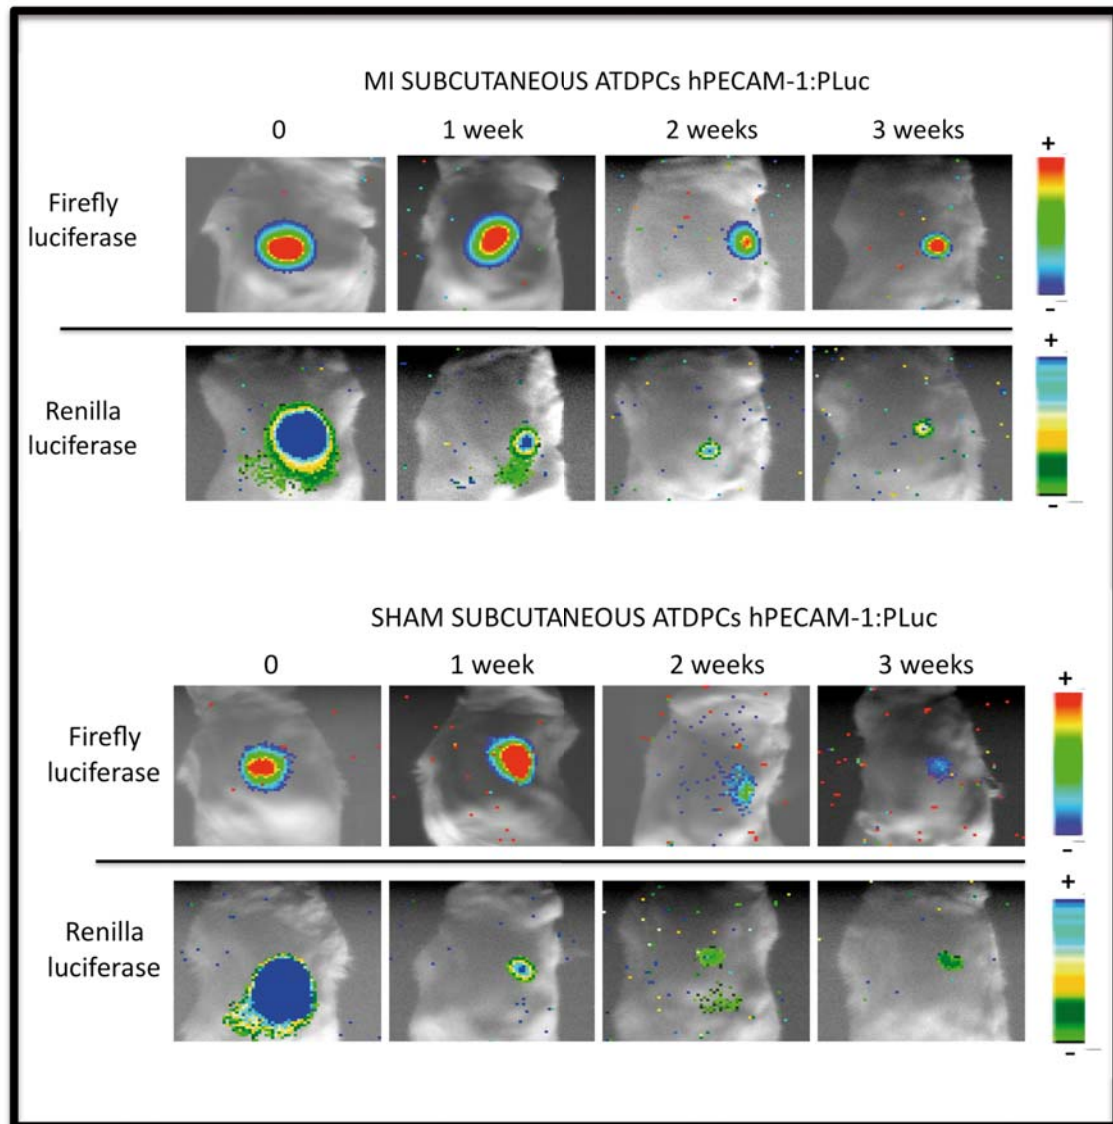 MI SUBCUTANEOUS ATDPCs hPECAM-1:PLuc
0 1 week 2 weeks 3 weeks
+
Firefly
luciferase
-
+
Renilla
luciferase
-
SHAM SUBCUTANEOUS ATDPCs hPECAM-1:PLuc
0 1 week 2 weeks 3 weeks
+
Firefly
luciferase
-
+
Renilla
luciferase
-